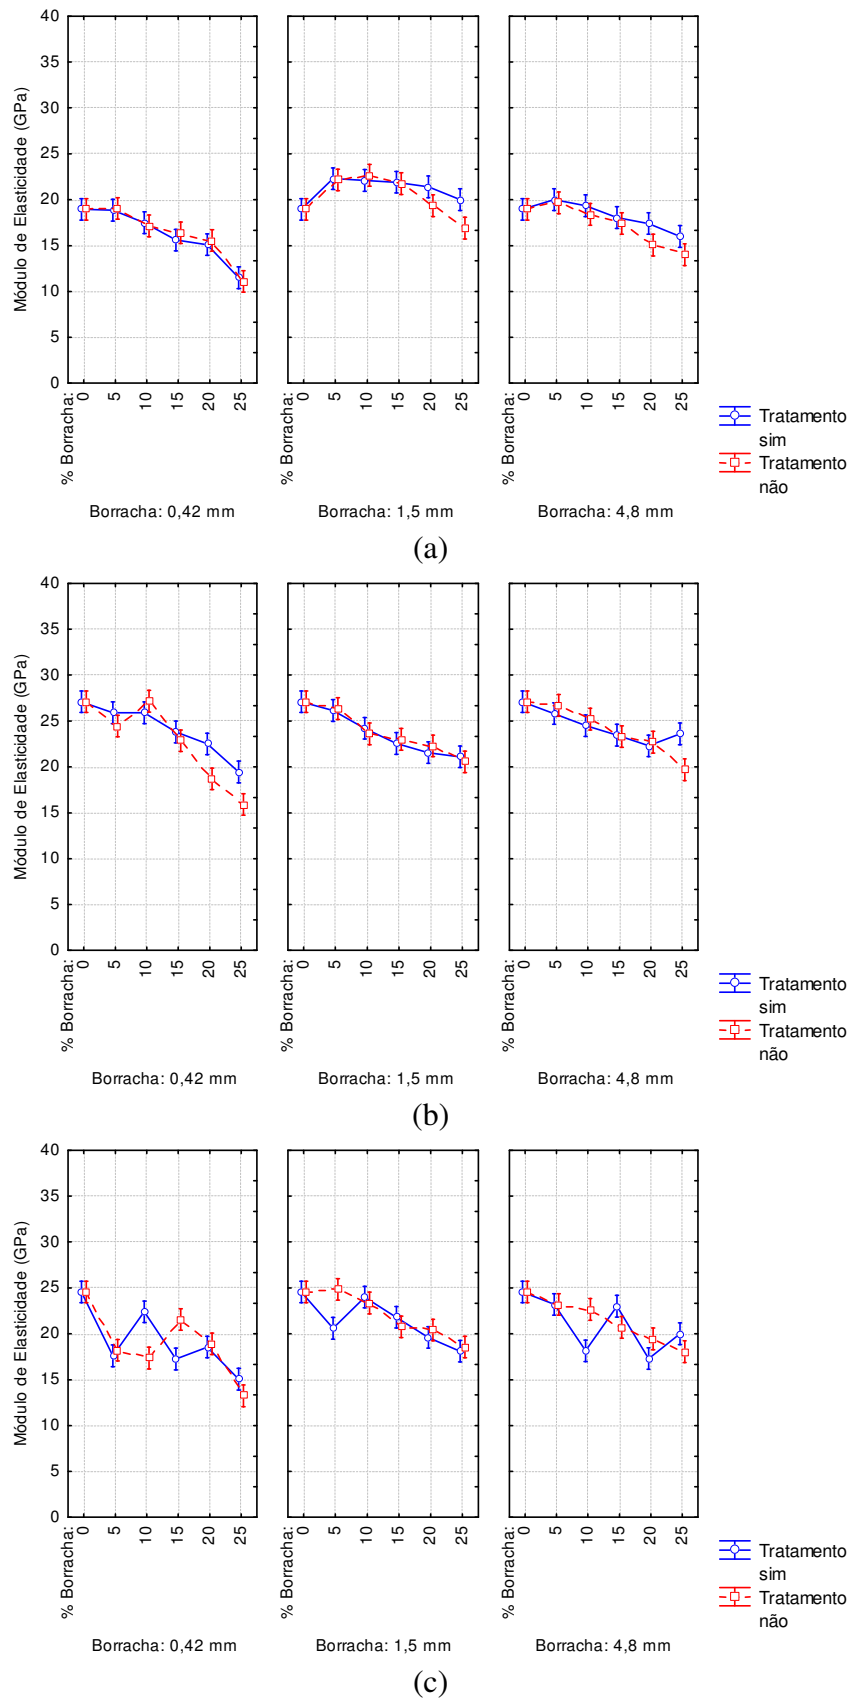 Módulo de Elasticidade (GPa)
40
35
30
25
20
15
10
5
0
% Borracha: 0 5 10 15 20 25
% Borracha: 0 5 10 15 20 25
% Borracha: 0 5 10 15 20 25
Borracha: 0,42 mm
Borracha: 1,5 mm
Borracha: 4,8 mm
Tratamento
sim
Tratamento
não
(a)
Módulo de Elasticidade (GPa)
40
35
30
25
20
15
10
5
0
% Borracha: 0 5 10 15 20 25
% Borracha: 0 5 10 15 20 25
% Borracha: 0 5 10 15 20 25
Borracha: 0,42 mm
Borracha: 1,5 mm
Borracha: 4,8 mm
Tratamento
sim
Tratamento
não
(b)
Módulo de Elasticidade (GPa)
40
35
30
25
20
15
10
5
0
% Borracha: 0 5 10 15 20 25
% Borracha: 0 5 10 15 20 25
% Borracha: 0 5 10 15 20 25
Borracha: 0,42 mm
Borracha: 1,5 mm
Borracha: 4,8 mm
Tratamento
sim
Tratamento
não
(c)